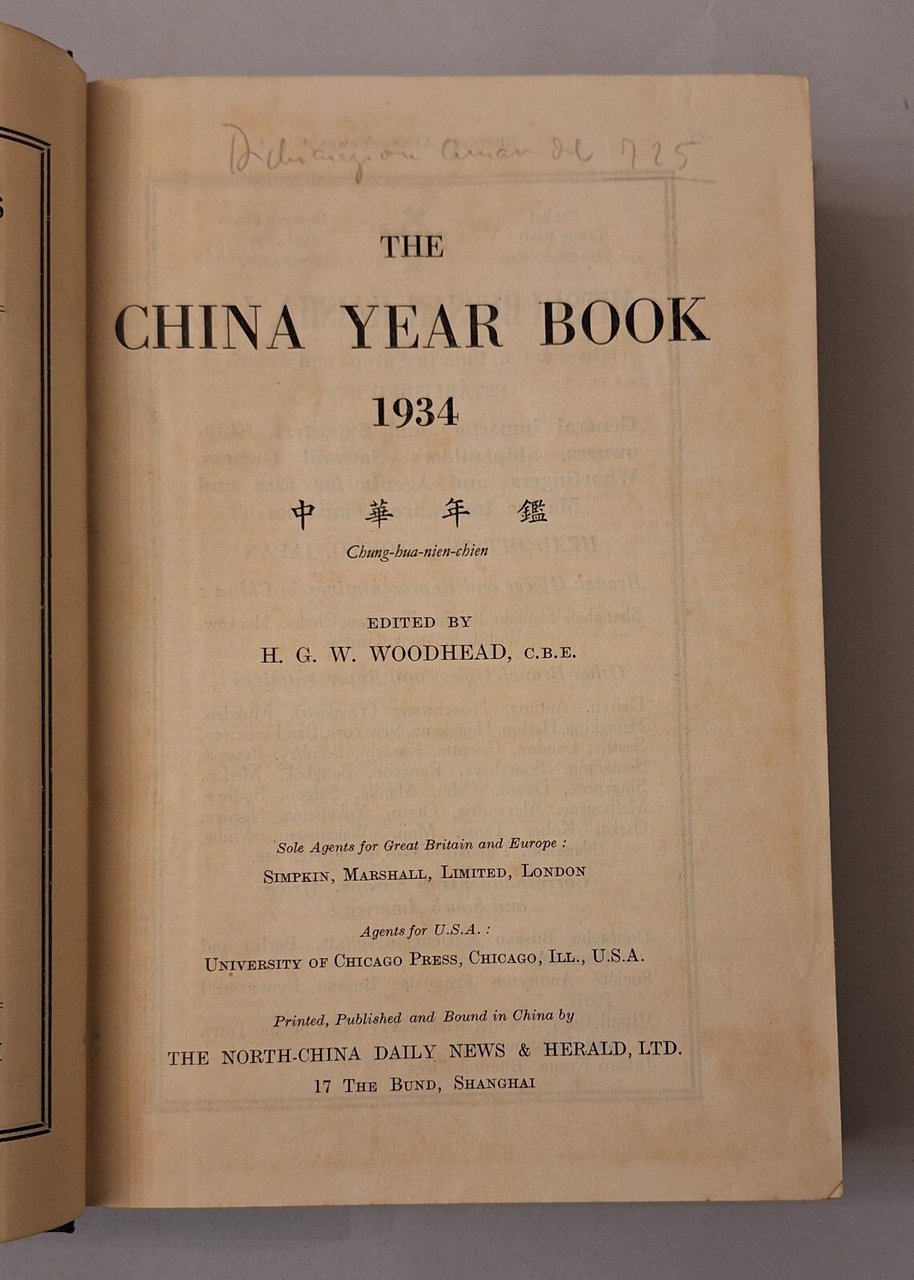 725
THE
CHINA YEAR BOOK
1934
中 華 年 鑑
Chung-hua-nien-chien
EDITED BY
H. G. W. WOODHEAD, C.B.E.
Sole Agents for Great Britain and Europe :
SIMPKIN, MARSHALL, LIMITED, LONDON
Agents for U.S.A. :
UNIVERSITY OF CHICAGO PRESS, CHICAGO, ILL., U.S.A.
Printed, Published and Bound in China by
THE NORTH-CHINA DAILY NEWS & HERALD, LTD.
17 THE BUND, SHANGHAI